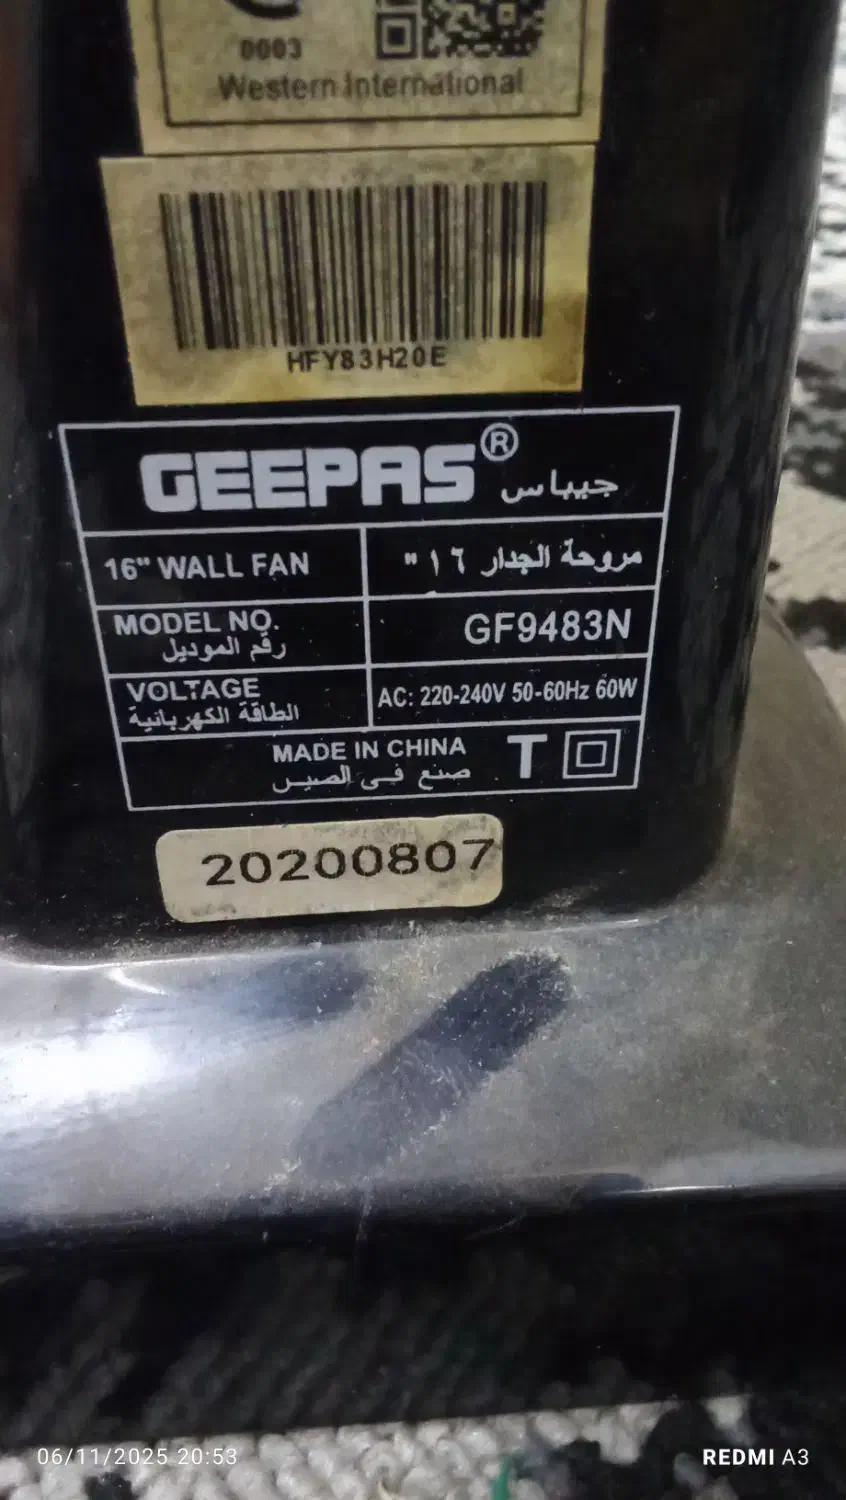 0003
Western International
HFY83H20E
GEEPAS®
جيباس
16" WALL FAN
مروحة الجدار ١٦ "
MODEL NO.
رقم الموديل
GF9483N
VOLTAGE
الطاقة الكهربائية
AC: 220-240V 50-60Hz 60W
MADE IN CHINA
صنع في الصين
T
20200807
06/11/2025 20:53
REDMI A3